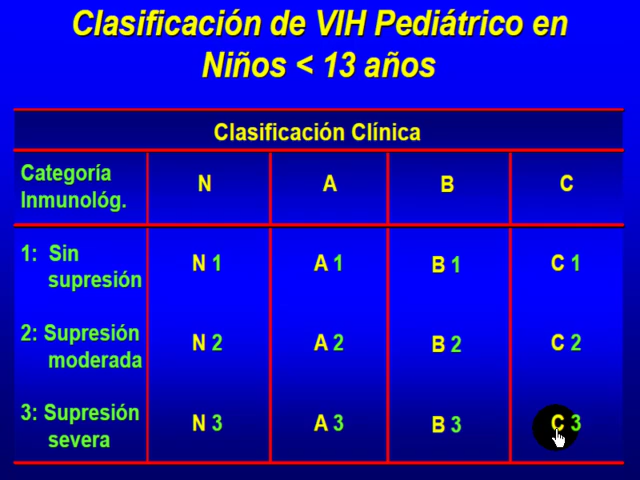 Clasificación de VIH Pediátrico en
Niños < 13 años
Clasificación Clínica
Categoría
Inmunológ.
N A B C
1: Sin
supresión
N 1 A 1 B 1 C 1
2: Supresión
moderada
N 2 A 2 B 2 C 2
3: Supresión
severa
N 3 A 3 B 3 C 3